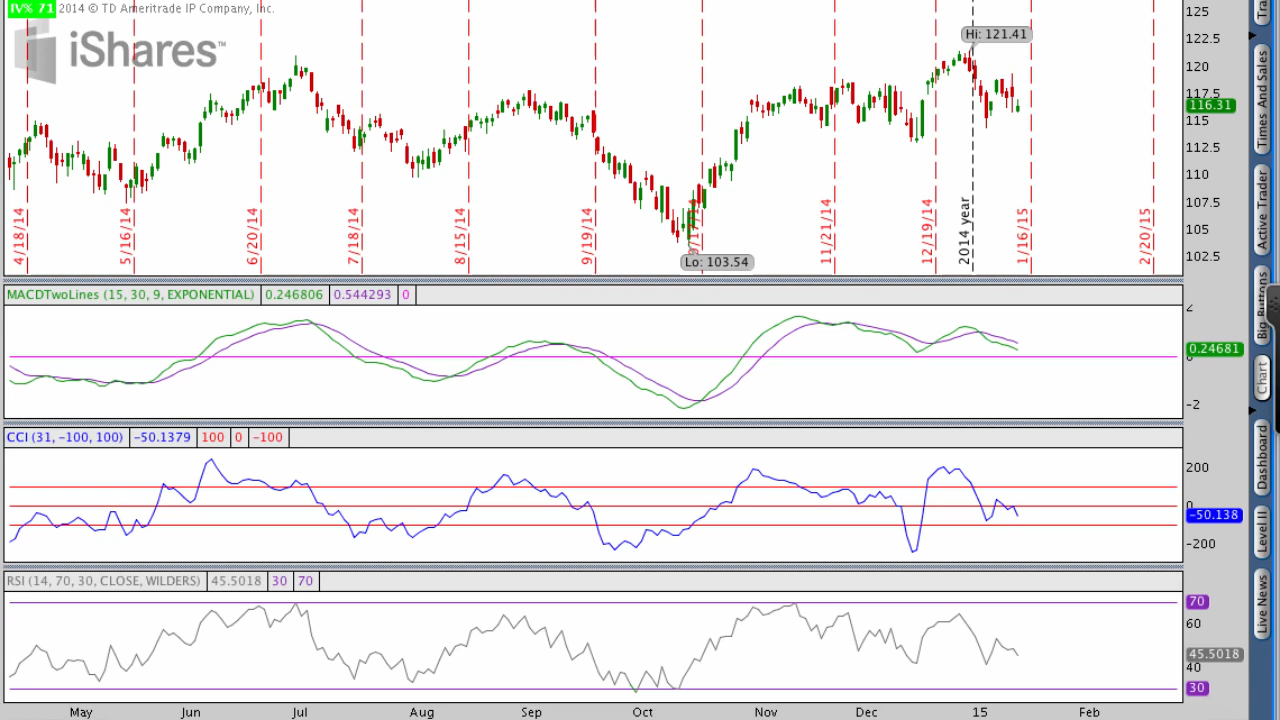 IV% 71 2014 © TD Ameritrade IP Company, Inc.
iShares™
Hi: 121.41
Lo: 103.54
125
122.5
120
117.5
116.31
115
112.5
110
107.5
105
102.5
4/18/14
5/16/14
6/20/14
7/18/14
8/15/14
9/19/14
11/21/14
12/19/14
2014 year
1/16/15
2/20/15
MACDTwoLines (15, 30, 9, EXPONENTIAL) 0.246806 0.544293 0
2
0.24681
0
-2
CCI (31, -100, 100) -50.1379 100 0 -100
200
0
-50.138
-200
RSI (14, 70, 30, CLOSE, WILDERS) 45.5018 30 70
70
60
45.5018
40
30
May Jun Jul Aug Sep Oct Nov Dec 15 Feb
Times And Sales
Active Trader
Big Buttons
Chart
Dashboard
Level II
Live News